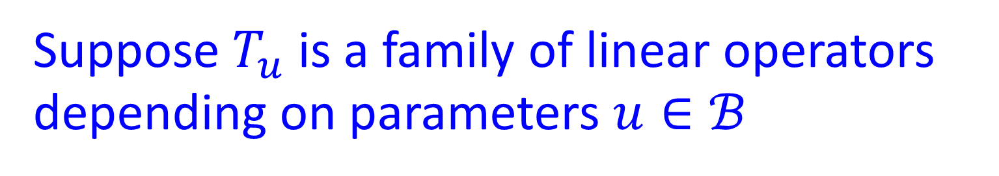 Suppose 𝑇ᵤ is a family of linear operators
depending on parameters 𝑢 ∈ ℬ